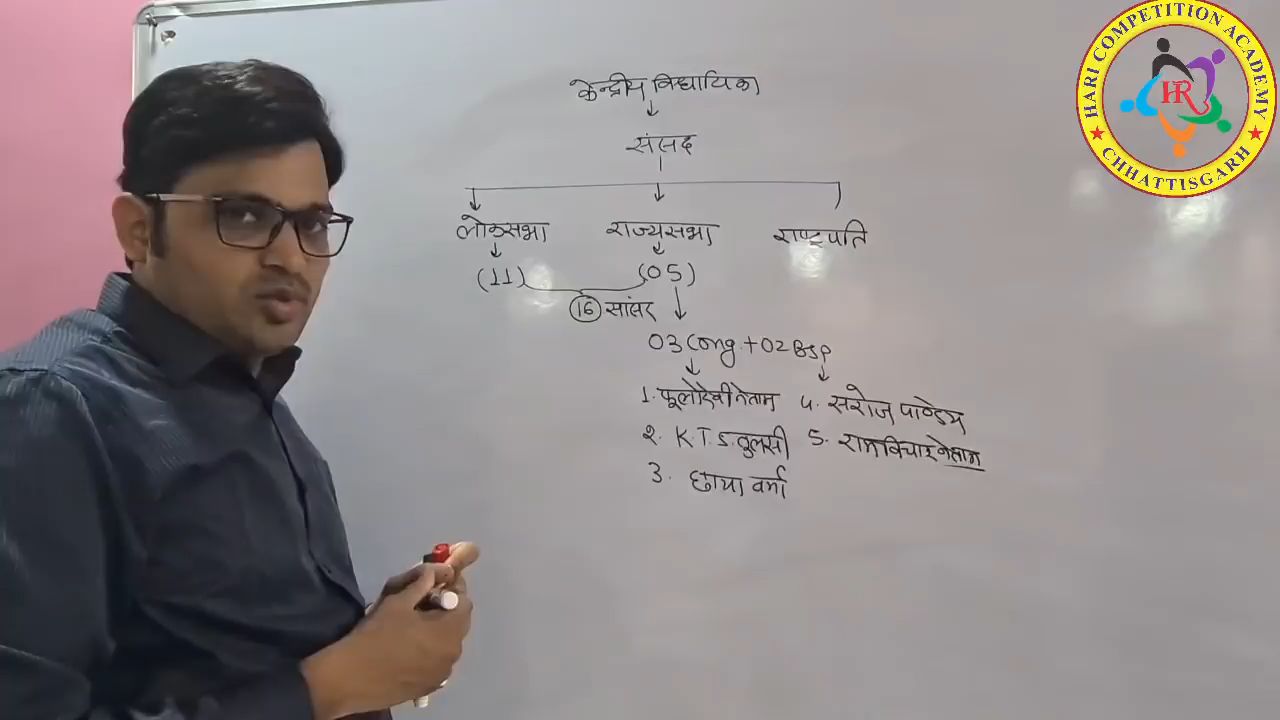 केन्द्रीय विधायिका
संसद
लोकसभा राज्यसभा राष्ट्रपति
(11) (05)
16 सांसद
03 Cong. + 02 BJP
1. फूलोदेवी नेताम 4. सरोज पाण्डेय
2. K.T.S. तुलसी 5. रामविचार नेताम
3. छाया वर्मा
HARI COMPETITION ACADEMY
HR
★ CHHATTISGARH ★